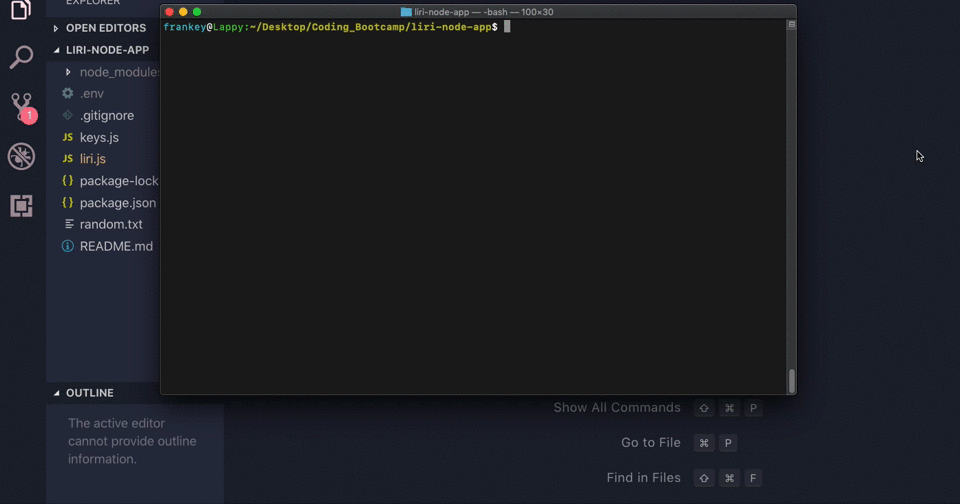 EXPLORER
OPEN EDITORS
LIRI-NODE-APP
node_modules
.env
.gitignore
JS keys.js
JS liri.js
{ } package-lock
{ } package.json
random.txt
README.md
1
OUTLINE
The active editor
cannot provide outline
information.
liri-node-app — -bash — 100×30
frankey@Lappy:~/Desktop/Coding_Bootcamp/liri-node-app$
Show All Commands ⇧ ⌘ P
Go to File ⌘ P
Find in Files ⇧ ⌘ F